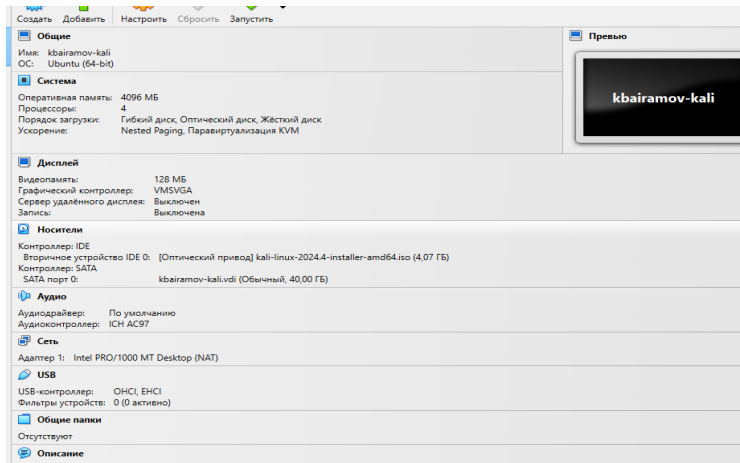 Создать Добавить Настроить Сбросить Запустить
Общие
Имя: kbairamov-kali
ОС: Ubuntu (64-bit)
Превью
kbairamov-kali
Система
Оперативная память: 4096 МБ
Процессоры: 4
Порядок загрузки: Гибкий диск, Оптический диск, Жёсткий диск
Ускорение: Nested Paging, Паравиртуализация KVM
Дисплей
Видеопамять: 128 МБ
Графический контроллер: VMSVGA
Сервер удалённого дисплея: Выключен
Запись: Выключена
Носители
Контроллер: IDE
Вторичное устройство IDE 0: [Оптический привод] kali-linux-2024.4-installer-amd64.iso (4,07 ГБ)
Контроллер: SATA
SATA порт 0: kbairamov-kali.vdi (Обычный, 40,00 ГБ)
Аудио
Аудиодрайвер: По умолчанию
Аудиоконтроллер: ICH AC97
Сеть
Адаптер 1: Intel PRO/1000 MT Desktop (NAT)
USB
USB-контроллер: OHCI, EHCI
Фильтры устройств: 0 (0 активно)
Общие папки
Отсутствуют
Описание